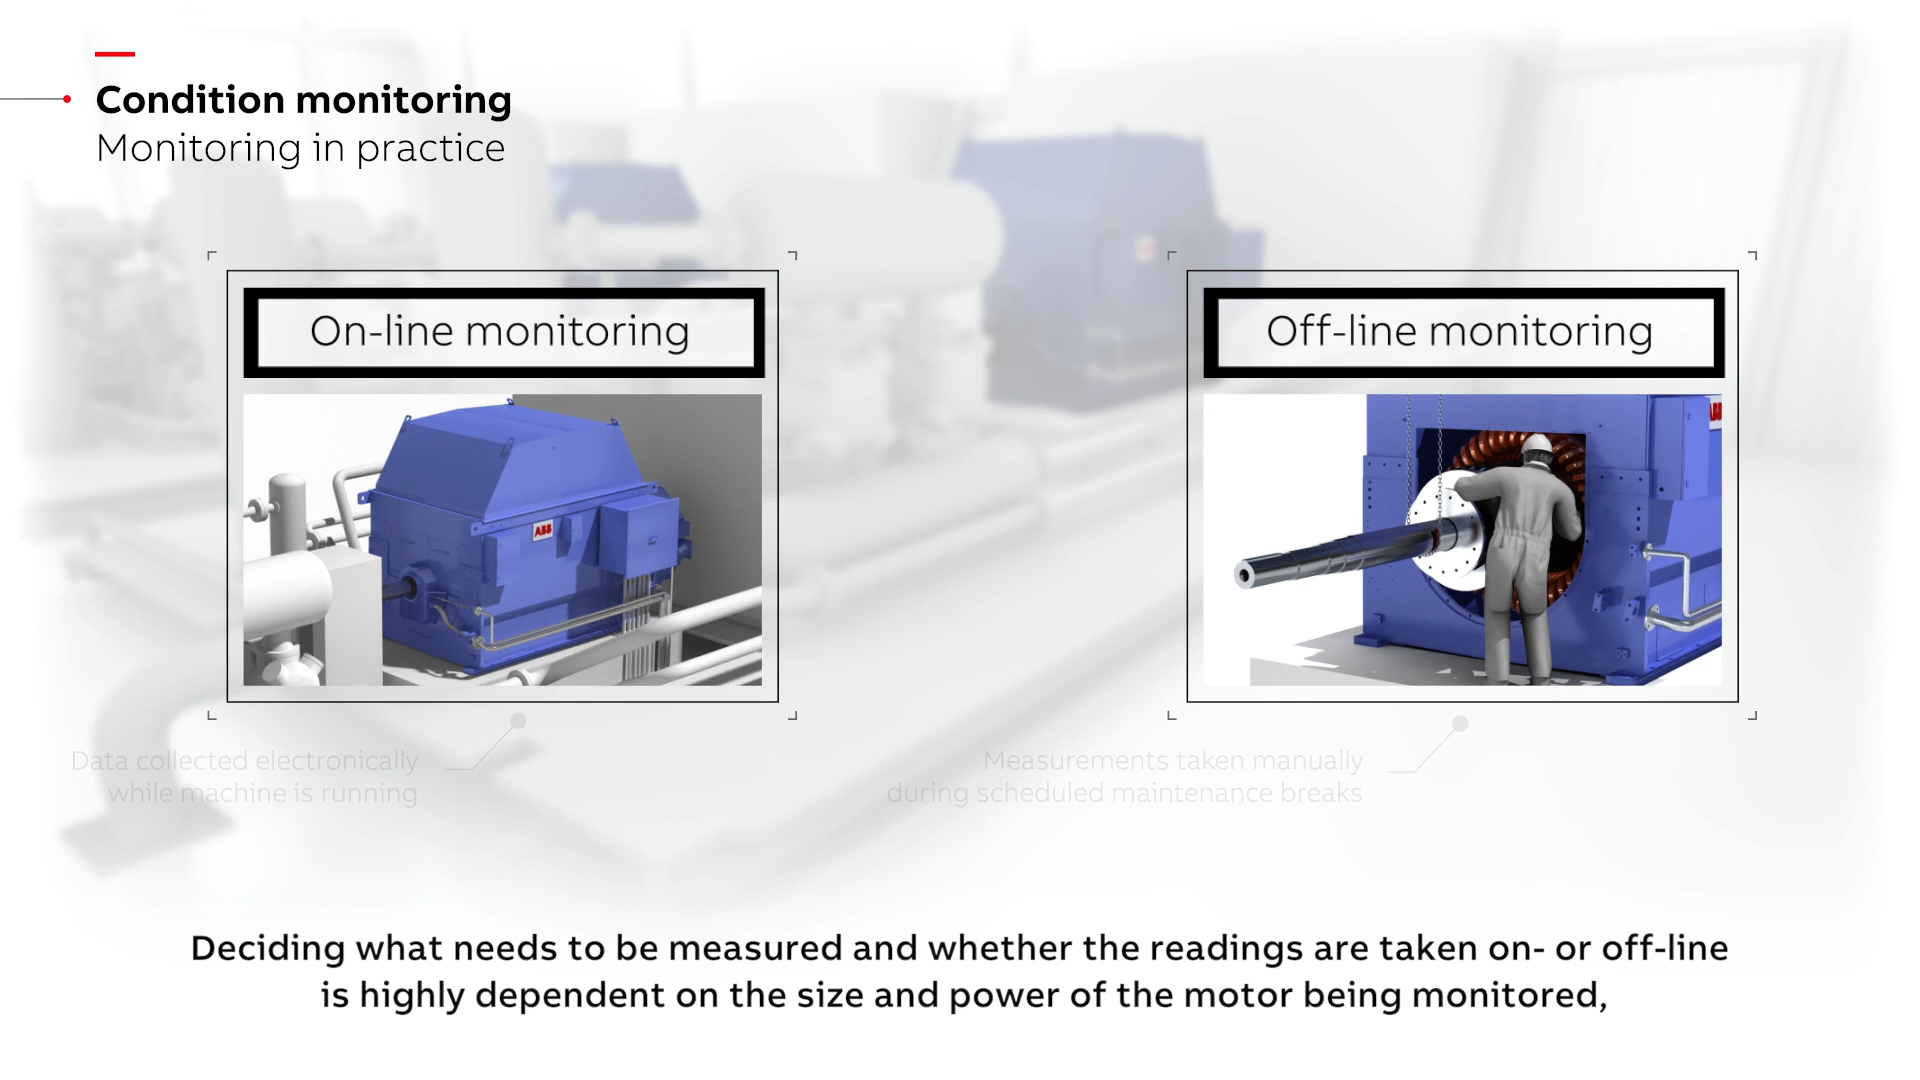 Condition monitoring
Monitoring in practice
On-line monitoring
Off-line monitoring
ABB
Data collected electronically
while machine is running
Measurements taken manually
during scheduled maintenance breaks
Deciding what needs to be measured and whether the readings are taken on- or off-line
is highly dependent on the size and power of the motor being monitored,